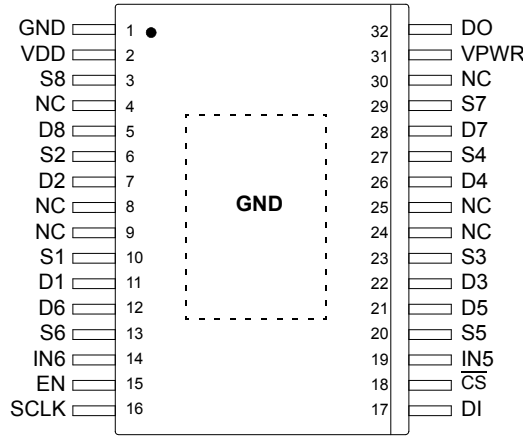 GND 1 32 DO
VDD 2 31 VPWR
S8 3 30 NC
NC 4 29 S7
D8 5 28 D7
S2 6 27 S4
D2 7 26 D4
NC 8 25 NC
NC 9 24 NC
S1 10 23 S3
D1 11 22 D3
D6 12 21 D5
S6 13 20 S5
IN6 14 19 IN5
EN 15 18 C̅S̅
SCLK 16 17 DI
GND